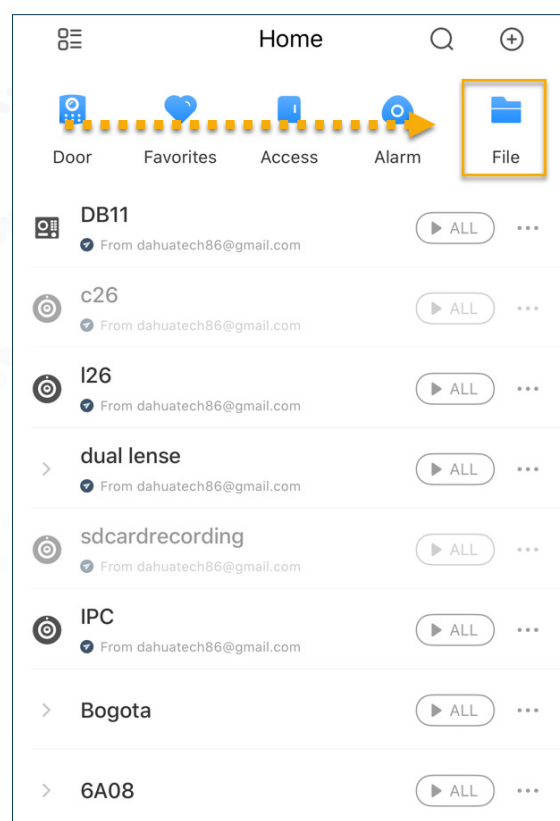 Home
Door Favorites Access Alarm File
DB11
From dahuatech86@gmail.com
ALL
c26
From dahuatech86@gmail.com
ALL
I26
From dahuatech86@gmail.com
ALL
dual lense
From dahuatech86@gmail.com
ALL
sdcardrecording
From dahuatech86@gmail.com
ALL
IPC
From dahuatech86@gmail.com
ALL
Bogota
ALL
6A08
ALL